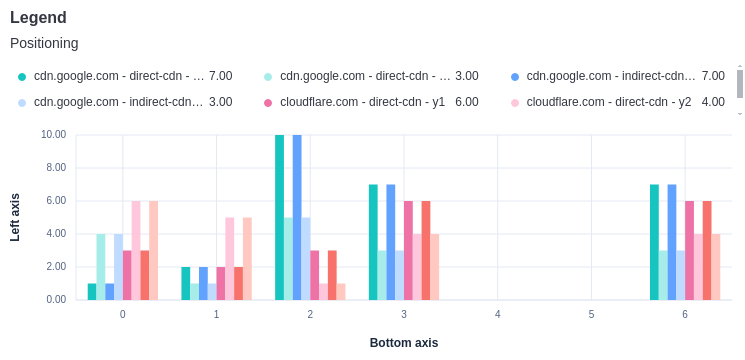 Legend
Positioning
cdn.google.com - direct-cdn - … 7.00
cdn.google.com - direct-cdn - … 3.00
cdn.google.com - indirect-cdn… 7.00
cdn.google.com - indirect-cdn… 3.00
cloudflare.com - direct-cdn - y1 6.00
cloudflare.com - direct-cdn - y2 4.00
10.00
8.00
6.00
4.00
2.00
0.00
Left axis
0 1 2 3 4 5 6
Bottom axis